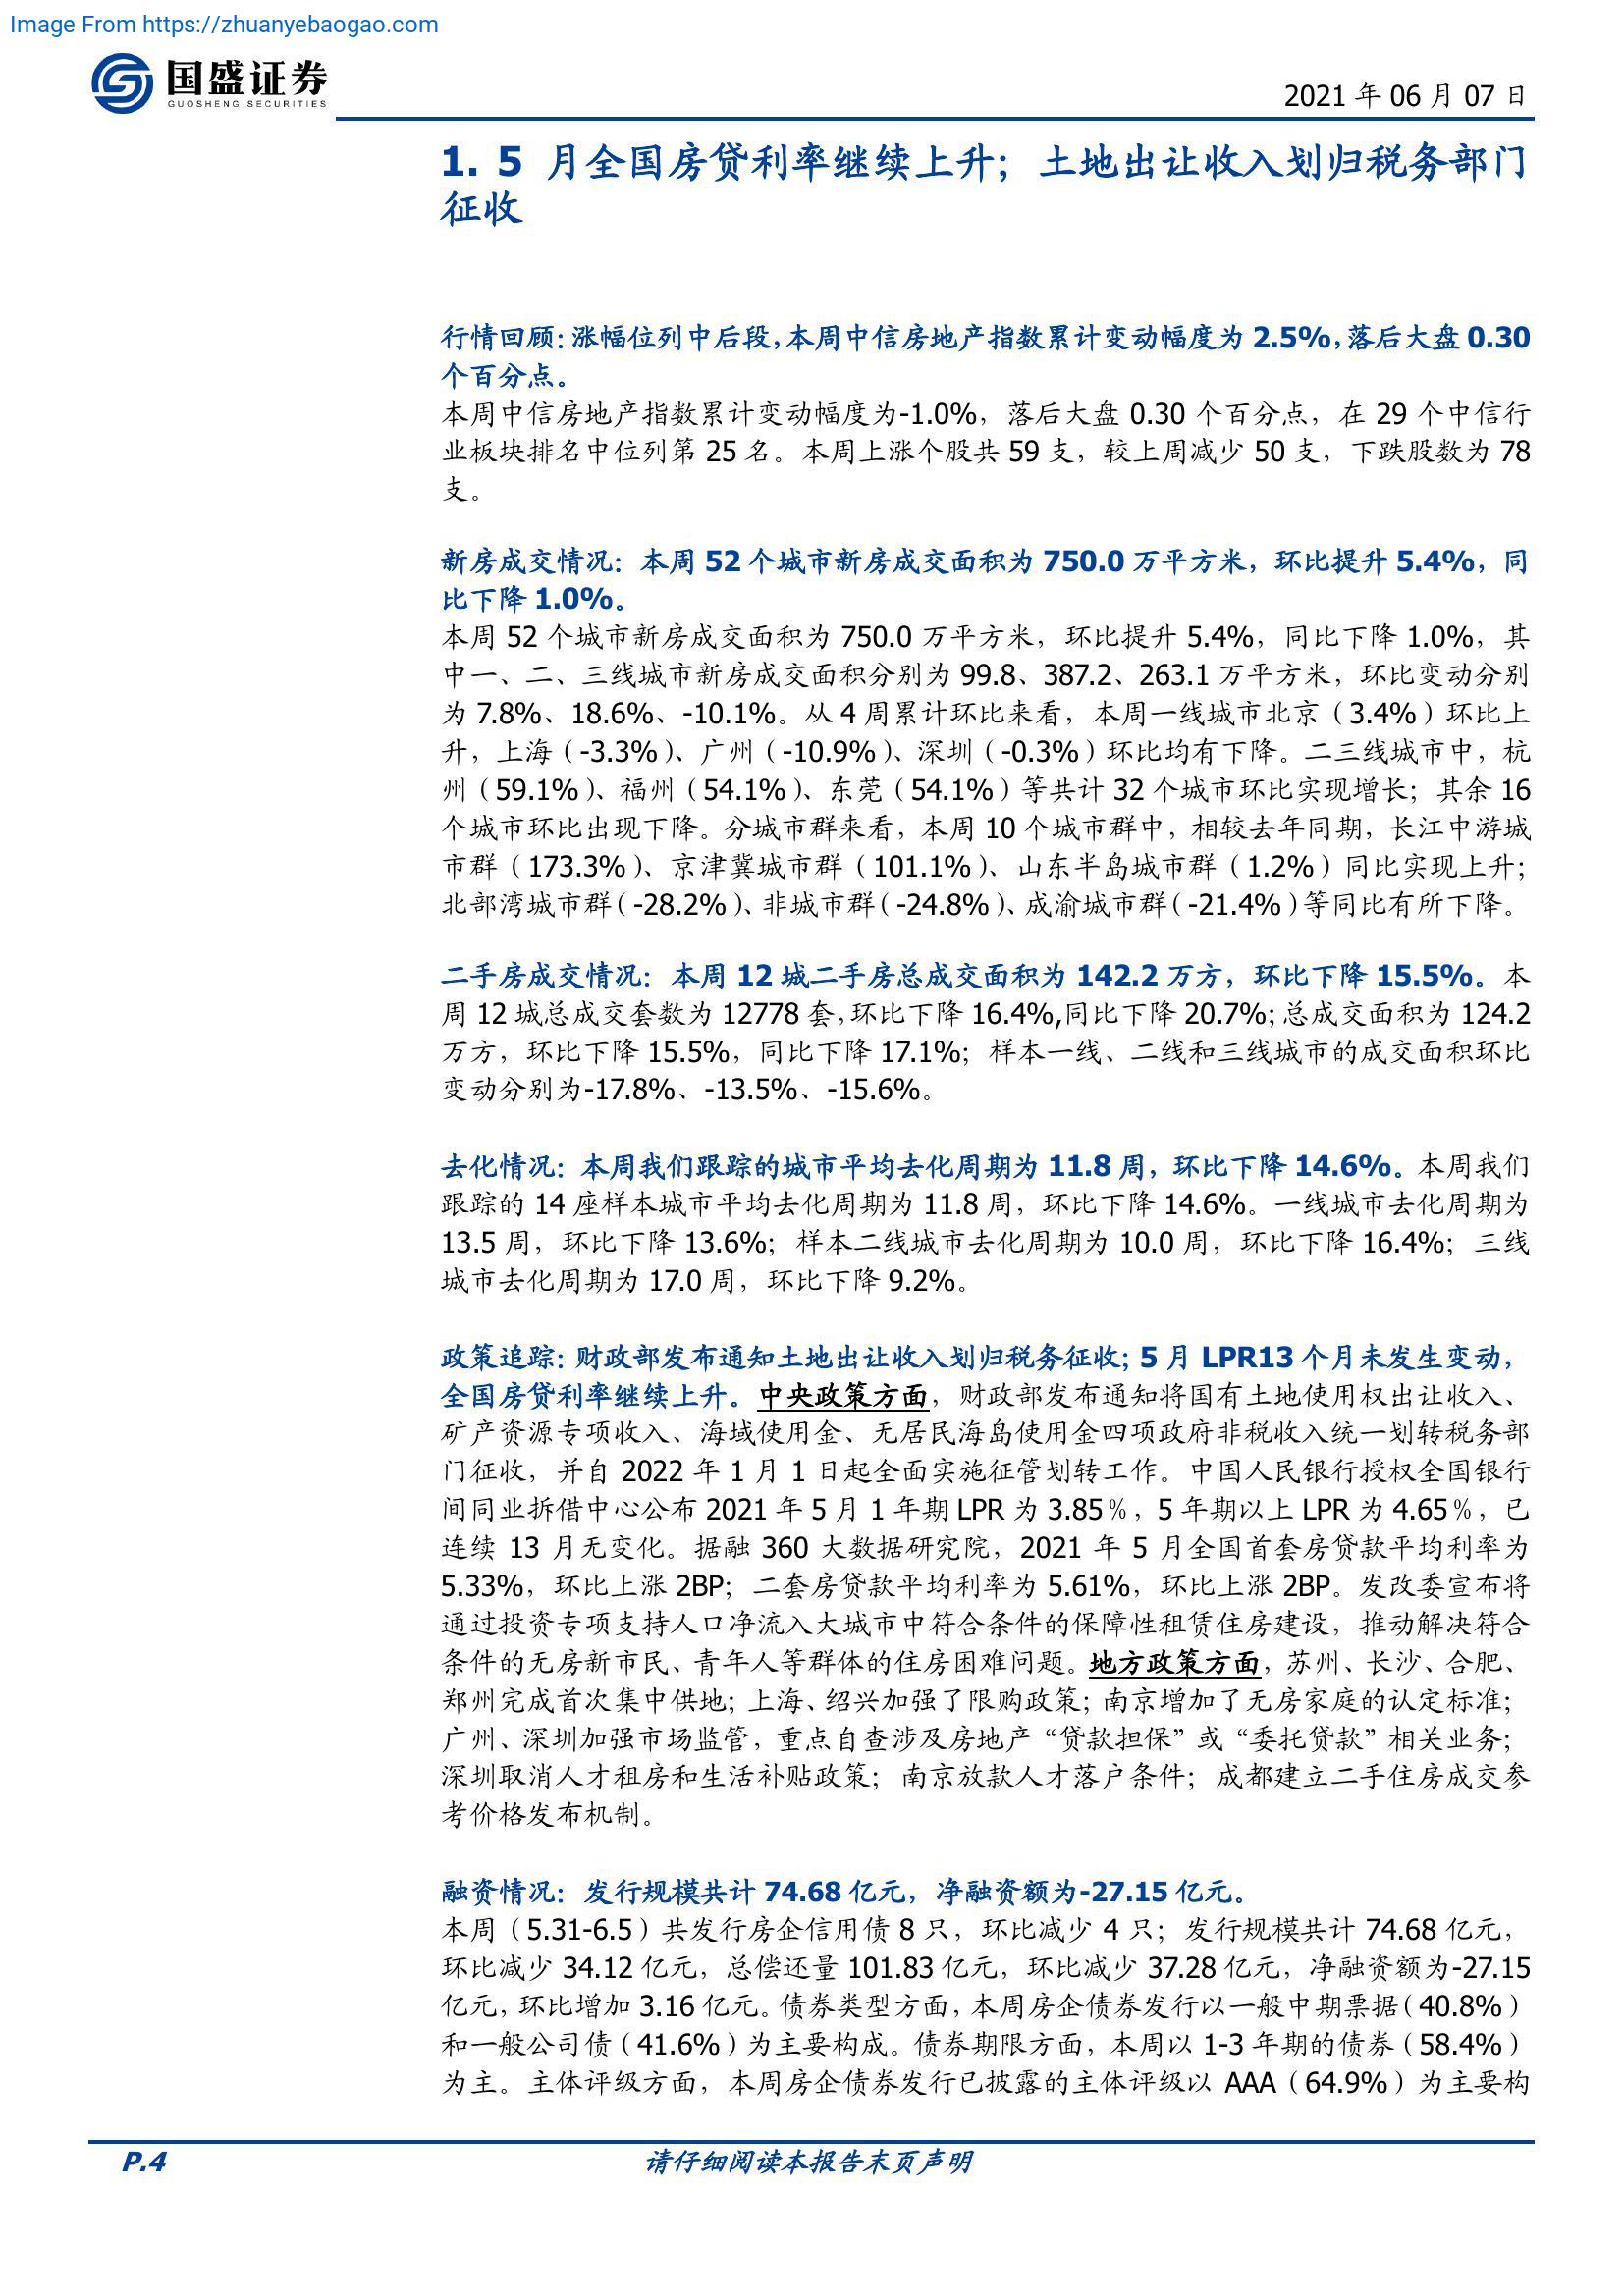 Image From https://zhuanyebaogao.com
国盛证券
GUOSHENG SECURITIES
2021 年 06 月 07 日
1. 5 月全国房贷利率继续上升；土地出让收入划归税务部门
征收
行情回顾：涨幅位列中后段，本周中信房地产指数累计变动幅度为 2.5%，落后大盘 0.30
个百分点。
本周中信房地产指数累计变动幅度为-1.0%，落后大盘 0.30 个百分点，在 29 个中信行
业板块排名中位列第 25 名。本周上涨个股共 59 支，较上周减少 50 支，下跌股数为 78
支。
新房成交情况：本周 52 个城市新房成交面积为 750.0 万平方米，环比提升 5.4%，同
比下降 1.0%。
本周 52 个城市新房成交面积为 750.0 万平方米，环比提升 5.4%，同比下降 1.0%，其
中一、二、三线城市新房成交面积分别为 99.8、387.2、263.1 万平方米，环比变动分别
为 7.8%、18.6%、-10.1%。从 4 周累计环比来看，本周一线城市北京（3.4%）环比上
升，上海（-3.3%）、广州（-10.9%）、深圳（-0.3%）环比均有下降。二三线城市中，杭
州（59.1%）、福州（54.1%）、东莞（54.1%）等共计 32 个城市环比实现增长；其余 16
个城市环比出现下降。分城市群来看，本周 10 个城市群中，相较去年同期，长江中游城
市群（173.3%）、京津冀城市群（101.1%）、山东半岛城市群（1.2%）同比实现上升；
北部湾城市群（-28.2%）、非城市群（-24.8%）、成渝城市群（-21.4%）等同比有所下降。
二手房成交情况：本周 12 城二手房总成交面积为 142.2 万方，环比下降 15.5%。本
周 12 城总成交套数为 12778 套，环比下降 16.4%,同比下降 20.7%；总成交面积为 124.2
万方，环比下降 15.5%，同比下降 17.1%；样本一线、二线和三线城市的成交面积环比
变动分别为-17.8%、-13.5%、-15.6%。
去化情况：本周我们跟踪的城市平均去化周期为 11.8 周，环比下降 14.6%。本周我们
跟踪的 14 座样本城市平均去化周期为 11.8 周，环比下降 14.6%。一线城市去化周期为
13.5 周，环比下降 13.6%；样本二线城市去化周期为 10.0 周，环比下降 16.4%；三线
城市去化周期为 17.0 周，环比下降 9.2%。
政策追踪：财政部发布通知土地出让收入划归税务征收；5 月 LPR13 个月未发生变动，
全国房贷利率继续上升。中央政策方面，财政部发布通知将国有土地使用权出让收入、
矿产资源专项收入、海域使用金、无居民海岛使用金四项政府非税收入统一划转税务部
门征收，并自 2022 年 1 月 1 日起全面实施征管划转工作。中国人民银行授权全国银行
间同业拆借中心公布 2021 年 5 月 1 年期 LPR 为 3.85%，5 年期以上 LPR 为 4.65%，已
连续 13 月无变化。据融 360 大数据研究院，2021 年 5 月全国首套房贷款平均利率为
5.33%，环比上涨 2BP；二套房贷款平均利率为 5.61%，环比上涨 2BP。发改委宣布将
通过投资专项支持人口净流入大城市中符合条件的保障性租赁住房建设，推动解决符合
条件的无房新市民、青年人等群体的住房困难问题。地方政策方面，苏州、长沙、合肥、
郑州完成首次集中供地；上海、绍兴加强了限购政策；南京增加了无房家庭的认定标准；
广州、深圳加强市场监管，重点自查涉及房地产“贷款担保”或“委托贷款”相关业务；
深圳取消人才租房和生活补贴政策；南京放款人才落户条件；成都建立二手住房成交参
考价格发布机制。
融资情况：发行规模共计 74.68 亿元，净融资额为-27.15 亿元。
本周（5.31-6.5）共发行房企信用债 8 只，环比减少 4 只；发行规模共计 74.68 亿元，
环比减少 34.12 亿元，总偿还量 101.83 亿元，环比减少 37.28 亿元，净融资额为-27.15
亿元，环比增加 3.16 亿元。债券类型方面，本周房企债券发行以一般中期票据（40.8%）
和一般公司债（41.6%）为主要构成。债券期限方面，本周以 1-3 年期的债券（58.4%）
为主。主体评级方面，本周房企债券发行已披露的主体评级以 AAA（64.9%）为主要构
P.4
请仔细阅读本报告末页声明